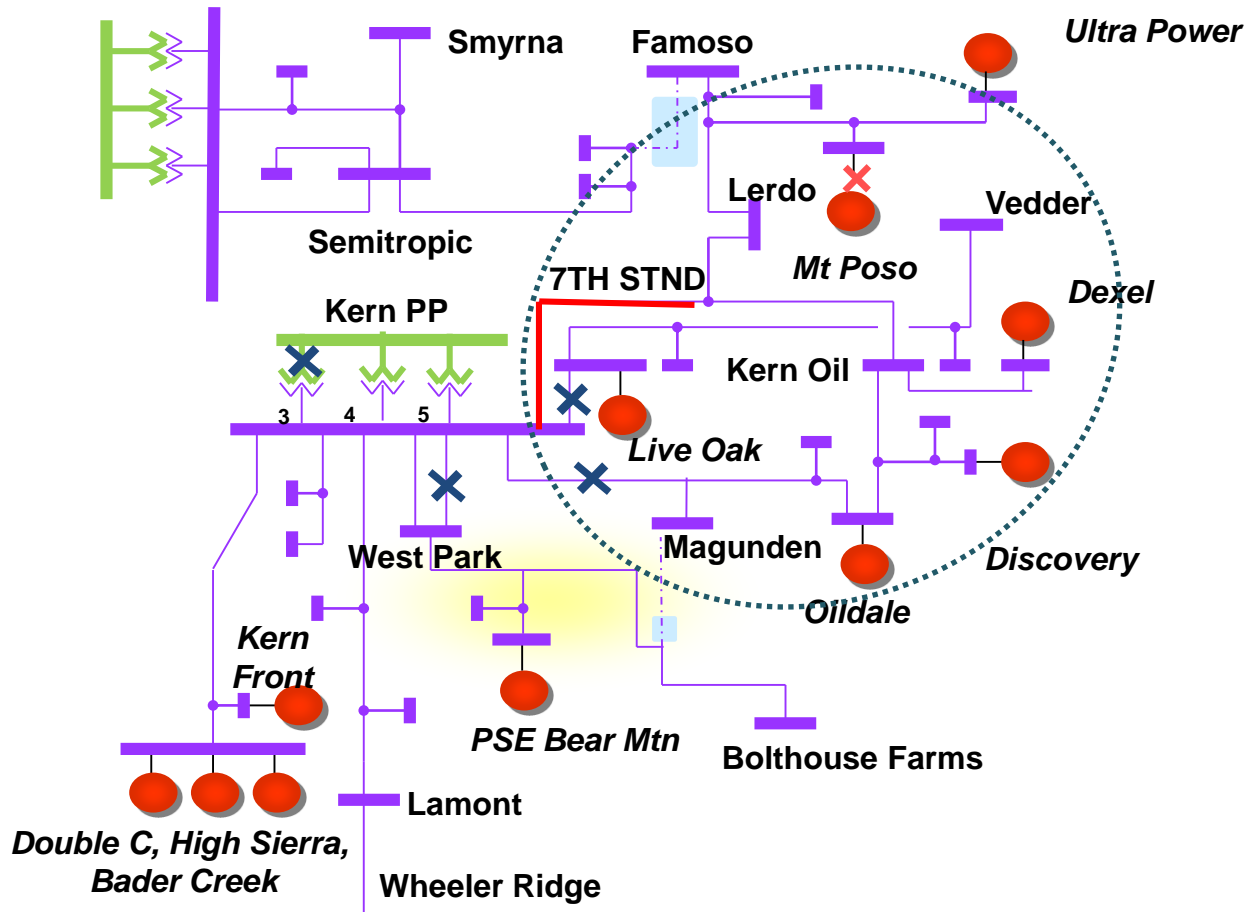 Ultra Power
Smyrna
Famoso
Lerdo
Vedder
Semitropic
Mt Poso
7TH STND
Dexel
Kern PP
Kern Oil
3
4
5
Live Oak
West Park
Magunden
Discovery
Oildale
Kern
Front
PSE Bear Mtn
Bolthouse Farms
Lamont
Double C, High Sierra,
Bader Creek
Wheeler Ridge